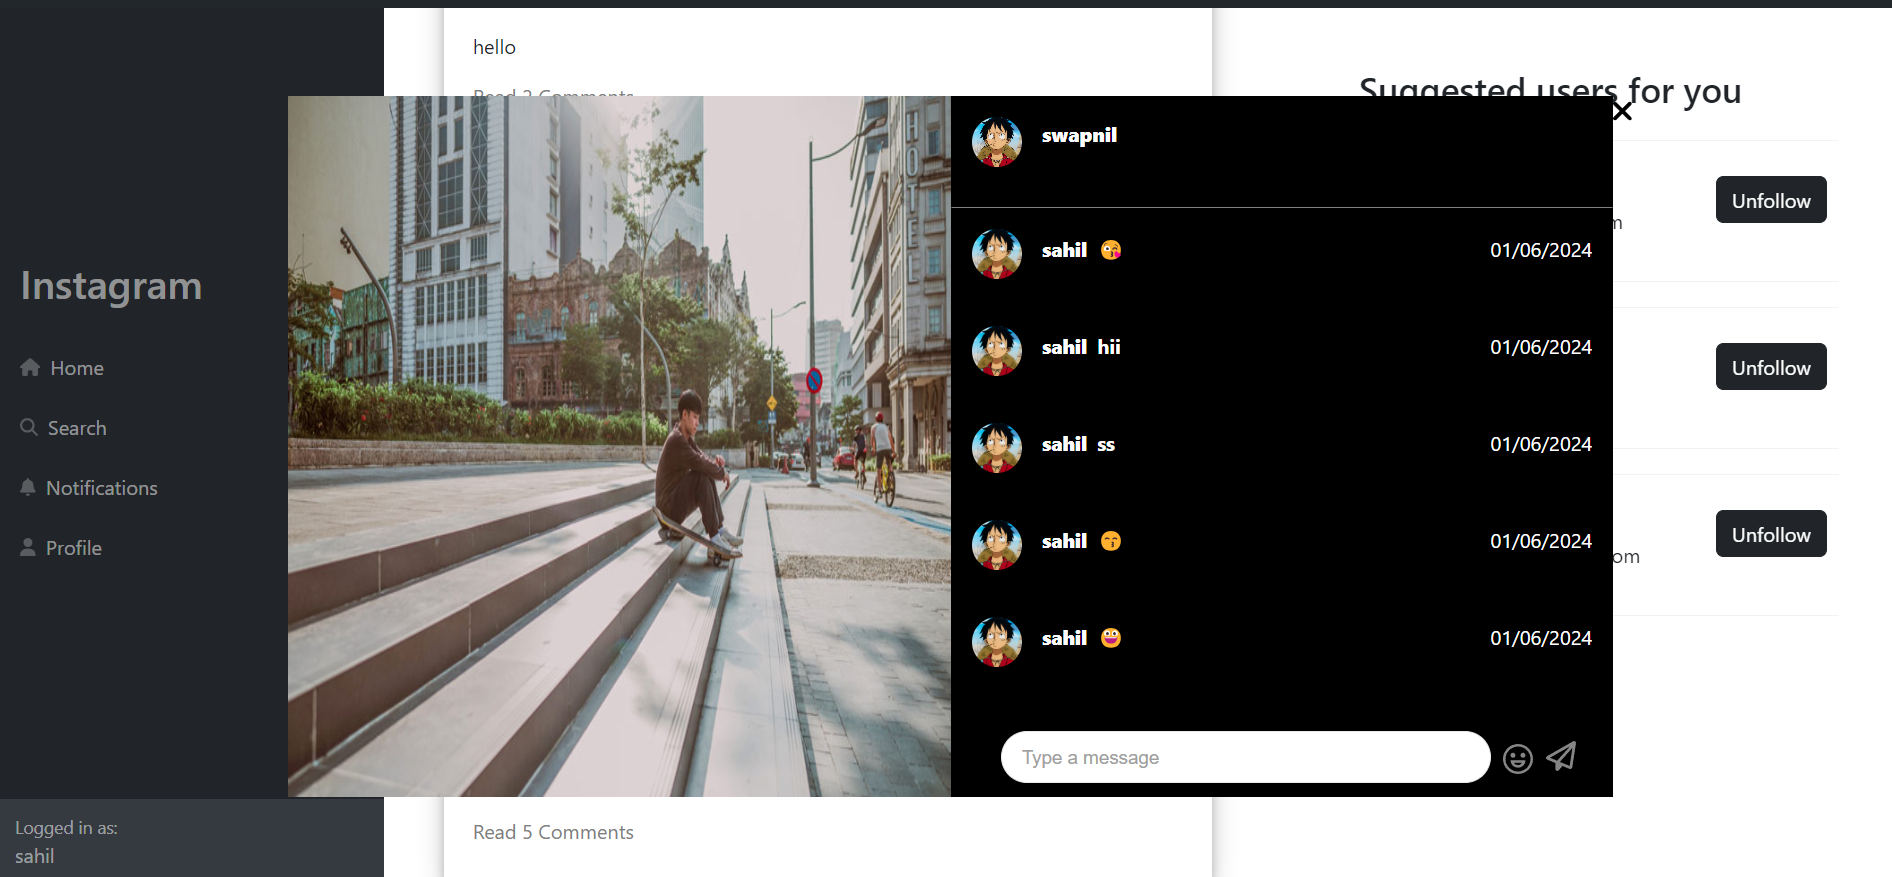 Instagram
Home
Search
Notifications
Profile
Logged in as:
sahil
hello
Read 2 Comments
HOTEL
swapnil
sahil 😘 01/06/2024
sahil hii 01/06/2024
sahil ss 01/06/2024
sahil 😙 01/06/2024
sahil 😀 01/06/2024
Type a message
Read 5 Comments
Suggested users for you
Unfollow
m
Unfollow
Unfollow
om